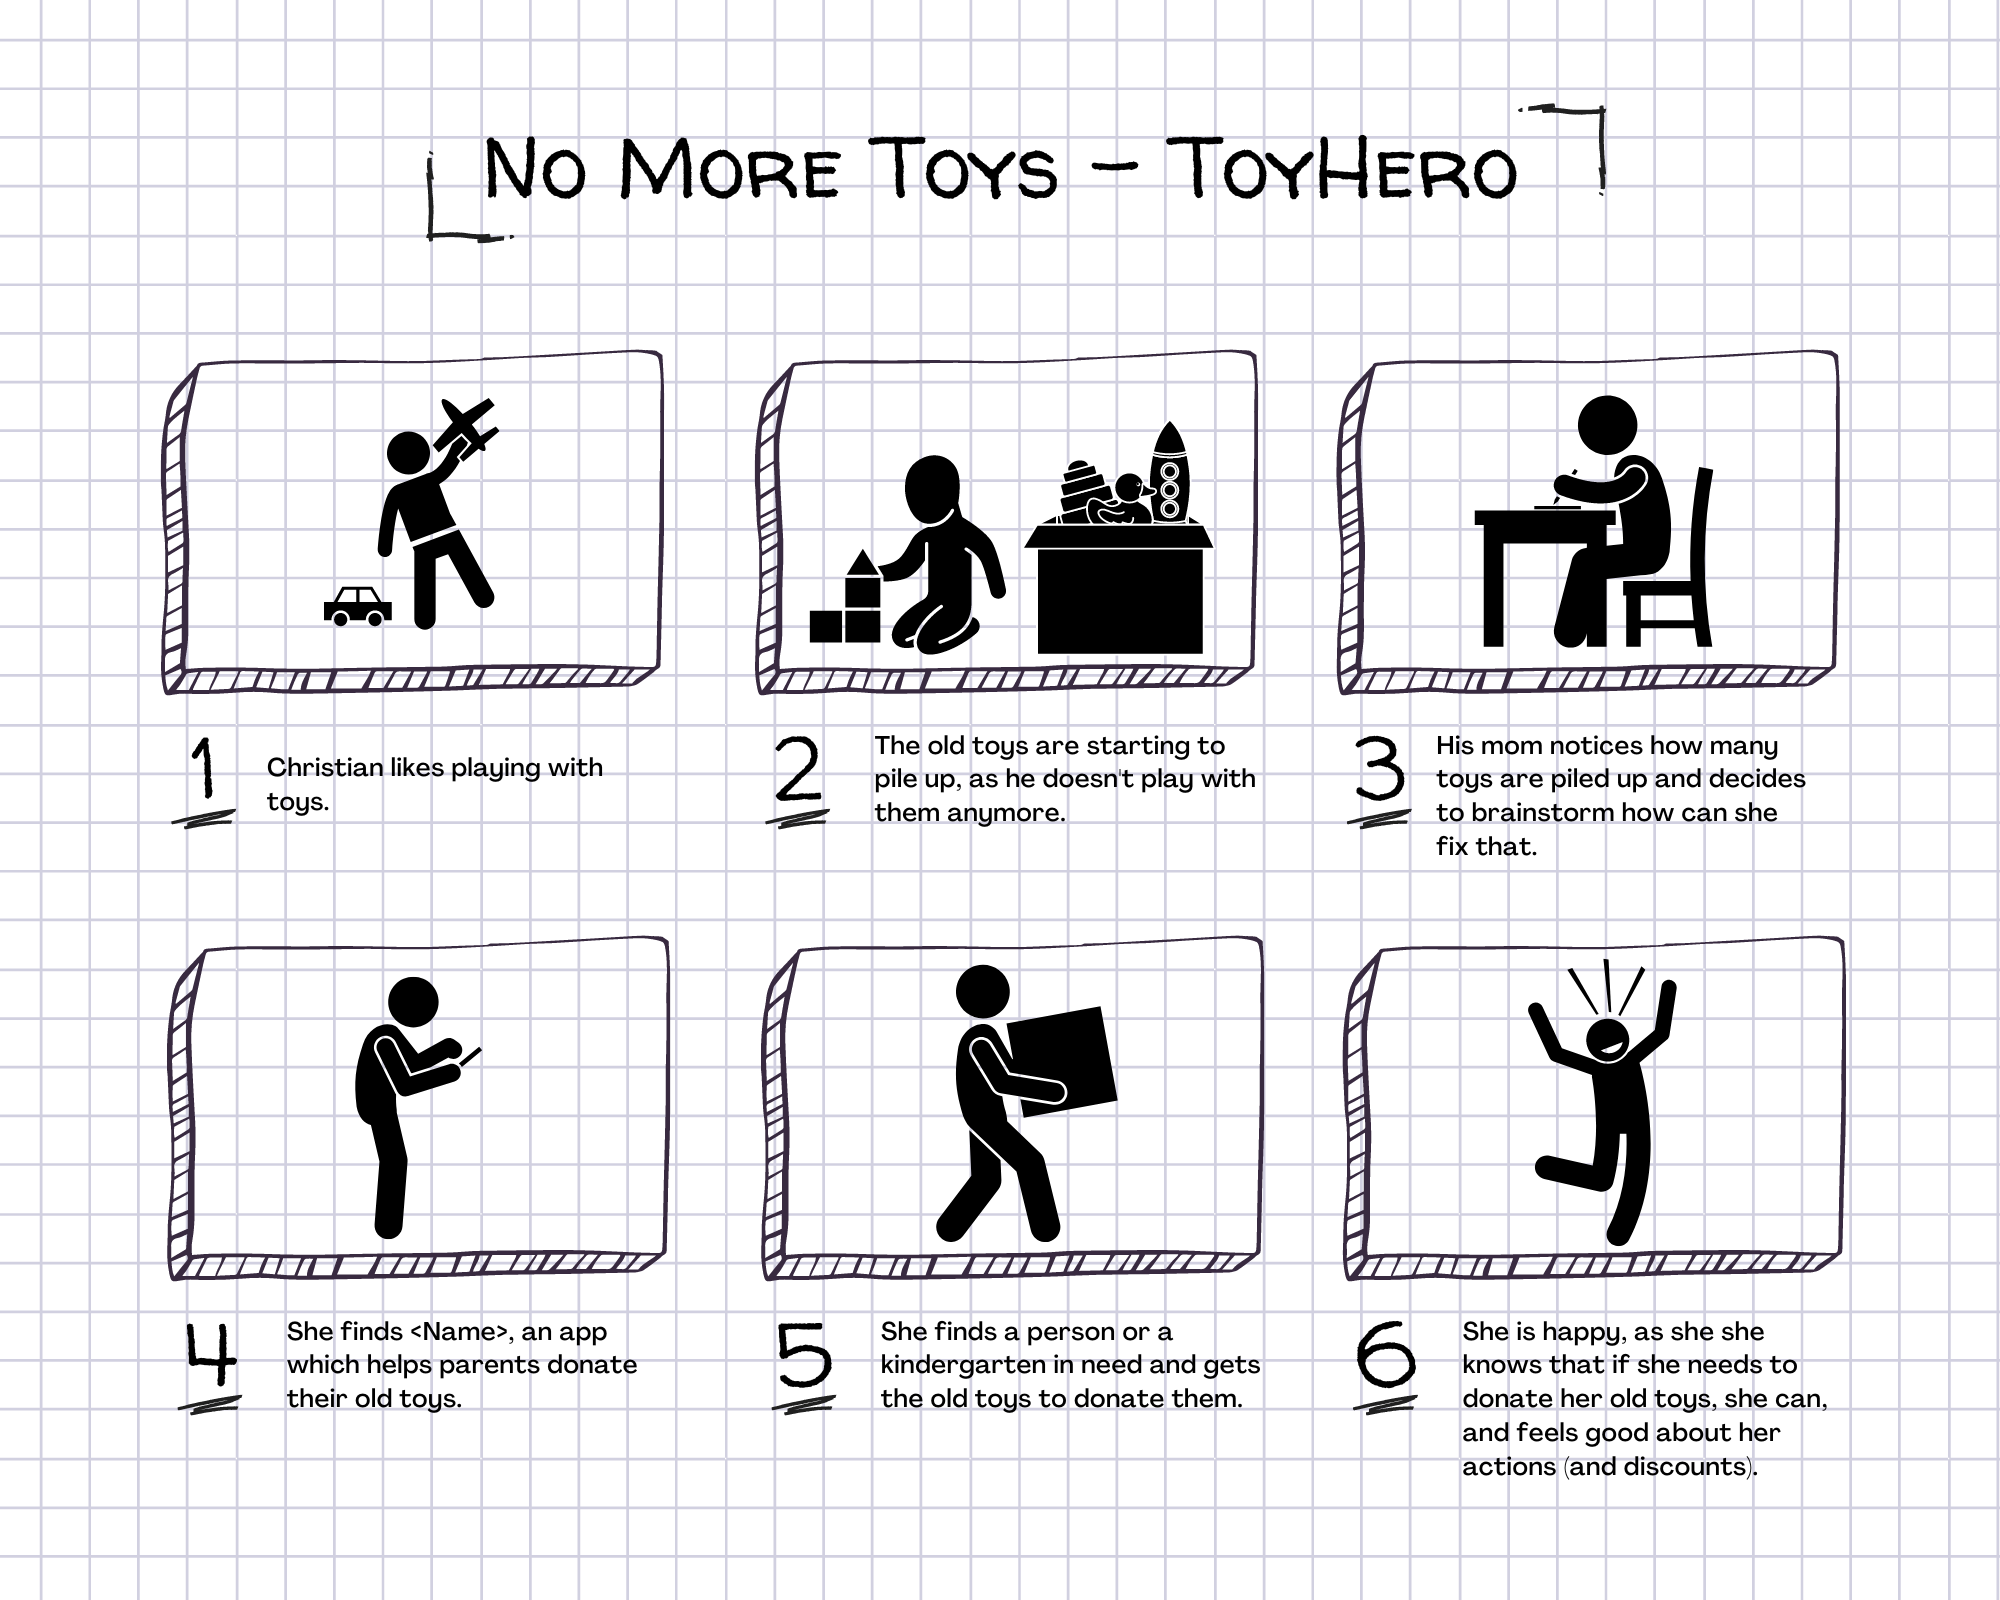 No More Toys - ToyHero
1
Christian likes playing with
toys.
2
The old toys are starting to
pile up, as he doesn't play with
them anymore.
3
His mom notices how many
toys are piled up and decides
to brainstorm how can she
fix that.
4
She finds <Name>, an app
which helps parents donate
their old toys.
5
She finds a person or a
kindergarten in need and gets
the old toys to donate them.
6
She is happy, as she she
knows that if she needs to
donate her old toys, she can,
and feels good about her
actions (and discounts).